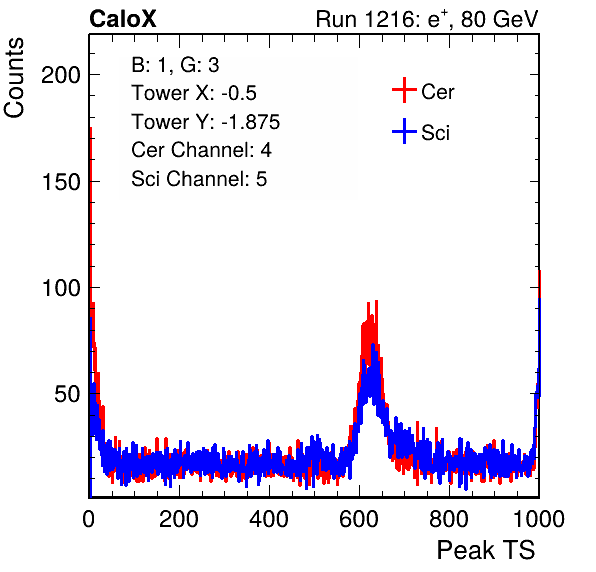 CaloX Run 1216: e+, 80 GeV
B: 1, G: 3
Tower X: -0.5
Tower Y: -1.875
Cer Channel: 4
Sci Channel: 5
Cer
Sci
Counts
200
150
100
50
0 200 400 600 800 1000
Peak TS